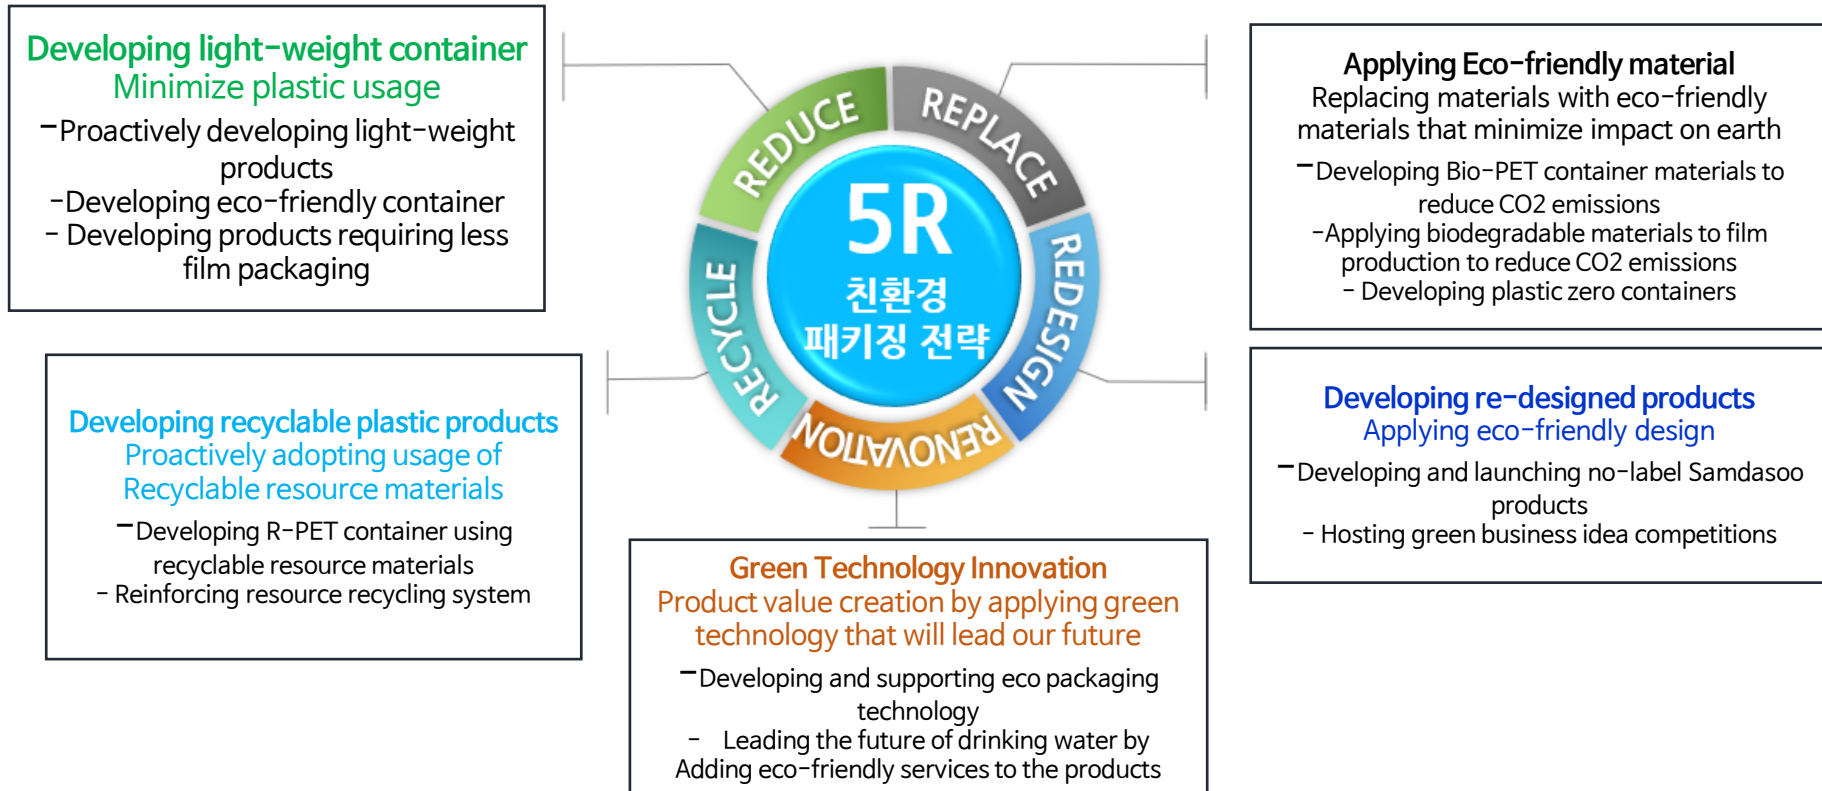 Developing light-weight container
Minimize plastic usage
-Proactively developing light-weight
products
-Developing eco-friendly container
- Developing products requiring less
film packaging
Applying Eco-friendly material
Replacing materials with eco-friendly
materials that minimize impact on earth
-Developing Bio-PET container materials to
reduce CO2 emissions
-Applying biodegradable materials to film
production to reduce CO2 emissions
- Developing plastic zero containers
REDUCE
REPLACE
REDESIGN
RENOVATION
RECYCLE
5R
친환경
패키징 전략
Developing recyclable plastic products
Proactively adopting usage of
Recyclable resource materials
-Developing R-PET container using
recyclable resource materials
- Reinforcing resource recycling system
Developing re-designed products
Applying eco-friendly design
-Developing and launching no-label Samdasoo
products
- Hosting green business idea competitions
Green Technology Innovation
Product value creation by applying green
technology that will lead our future
-Developing and supporting eco packaging
technology
- Leading the future of drinking water by
Adding eco-friendly services to the products